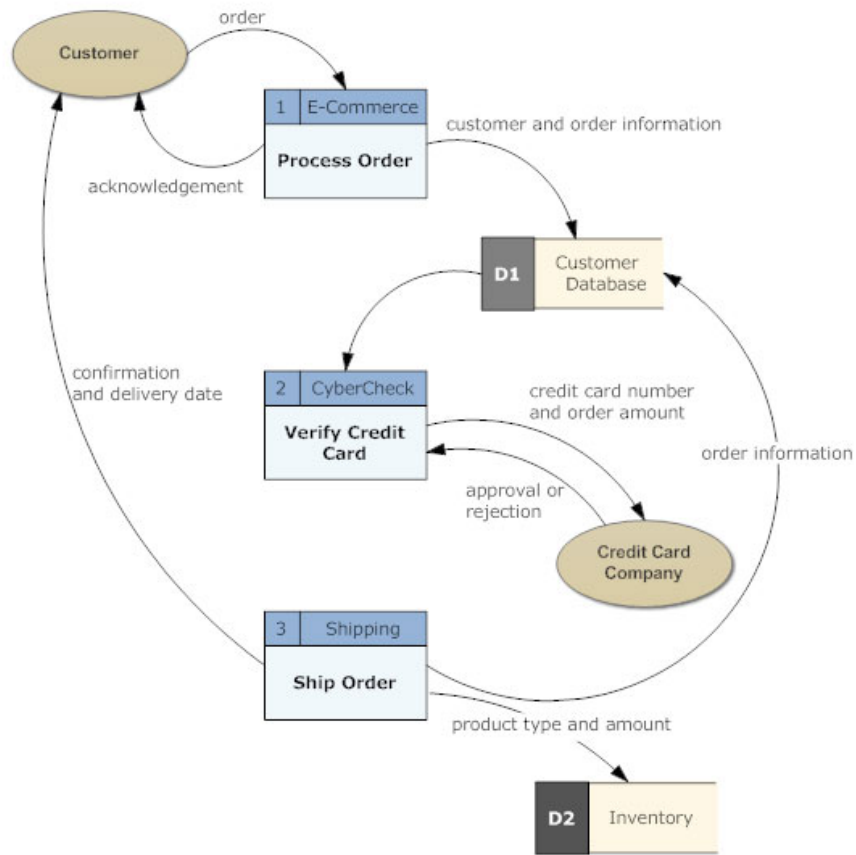 order
Customer
1 E-Commerce
Process Order
customer and order information
acknowledgement
D1
Customer
Database
confirmation
and delivery date
2 CyberCheck
Verify Credit
Card
credit card number
and order amount
order information
approval or
rejection
Credit Card
Company
3 Shipping
Ship Order
product type and amount
D2 Inventory